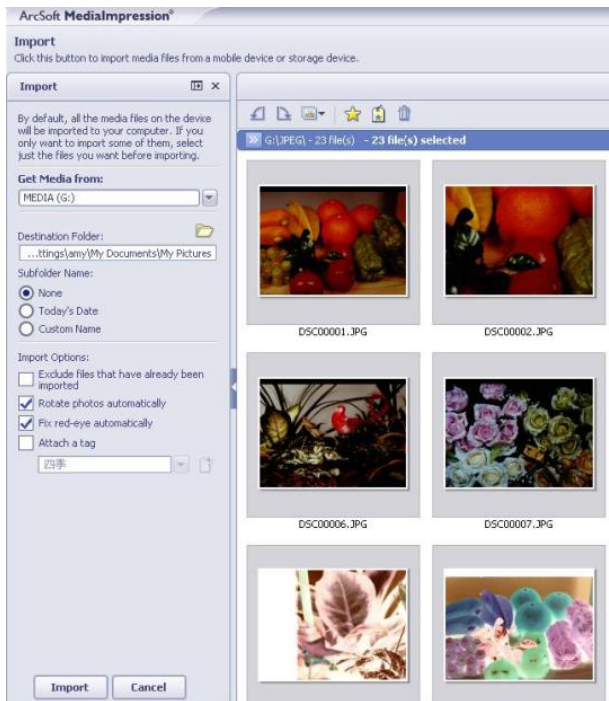 ArcSoft MediaImpression®
Import
Click this button to import media files from a mobile device or storage device.
Import
By default, all the media files on the device
will be imported to your computer. If you
only want to import some of them, select
just the files you want before importing.
Get Media from:
MEDIA (G:)
Destination Folder:
...ttings\amy\My Documents\My Pictures
Subfolder Name:
None
Today's Date
Custom Name
Import Options:
Exclude files that have already been
imported
Rotate photos automatically
Fix red-eye automatically
Attach a tag
四季
Import
Cancel
G:\JPEG\ - 23 file(s) - 23 file(s) selected
DSC00001.JPG
DSC00002.JPG
DSC00006.JPG
DSC00007.JPG